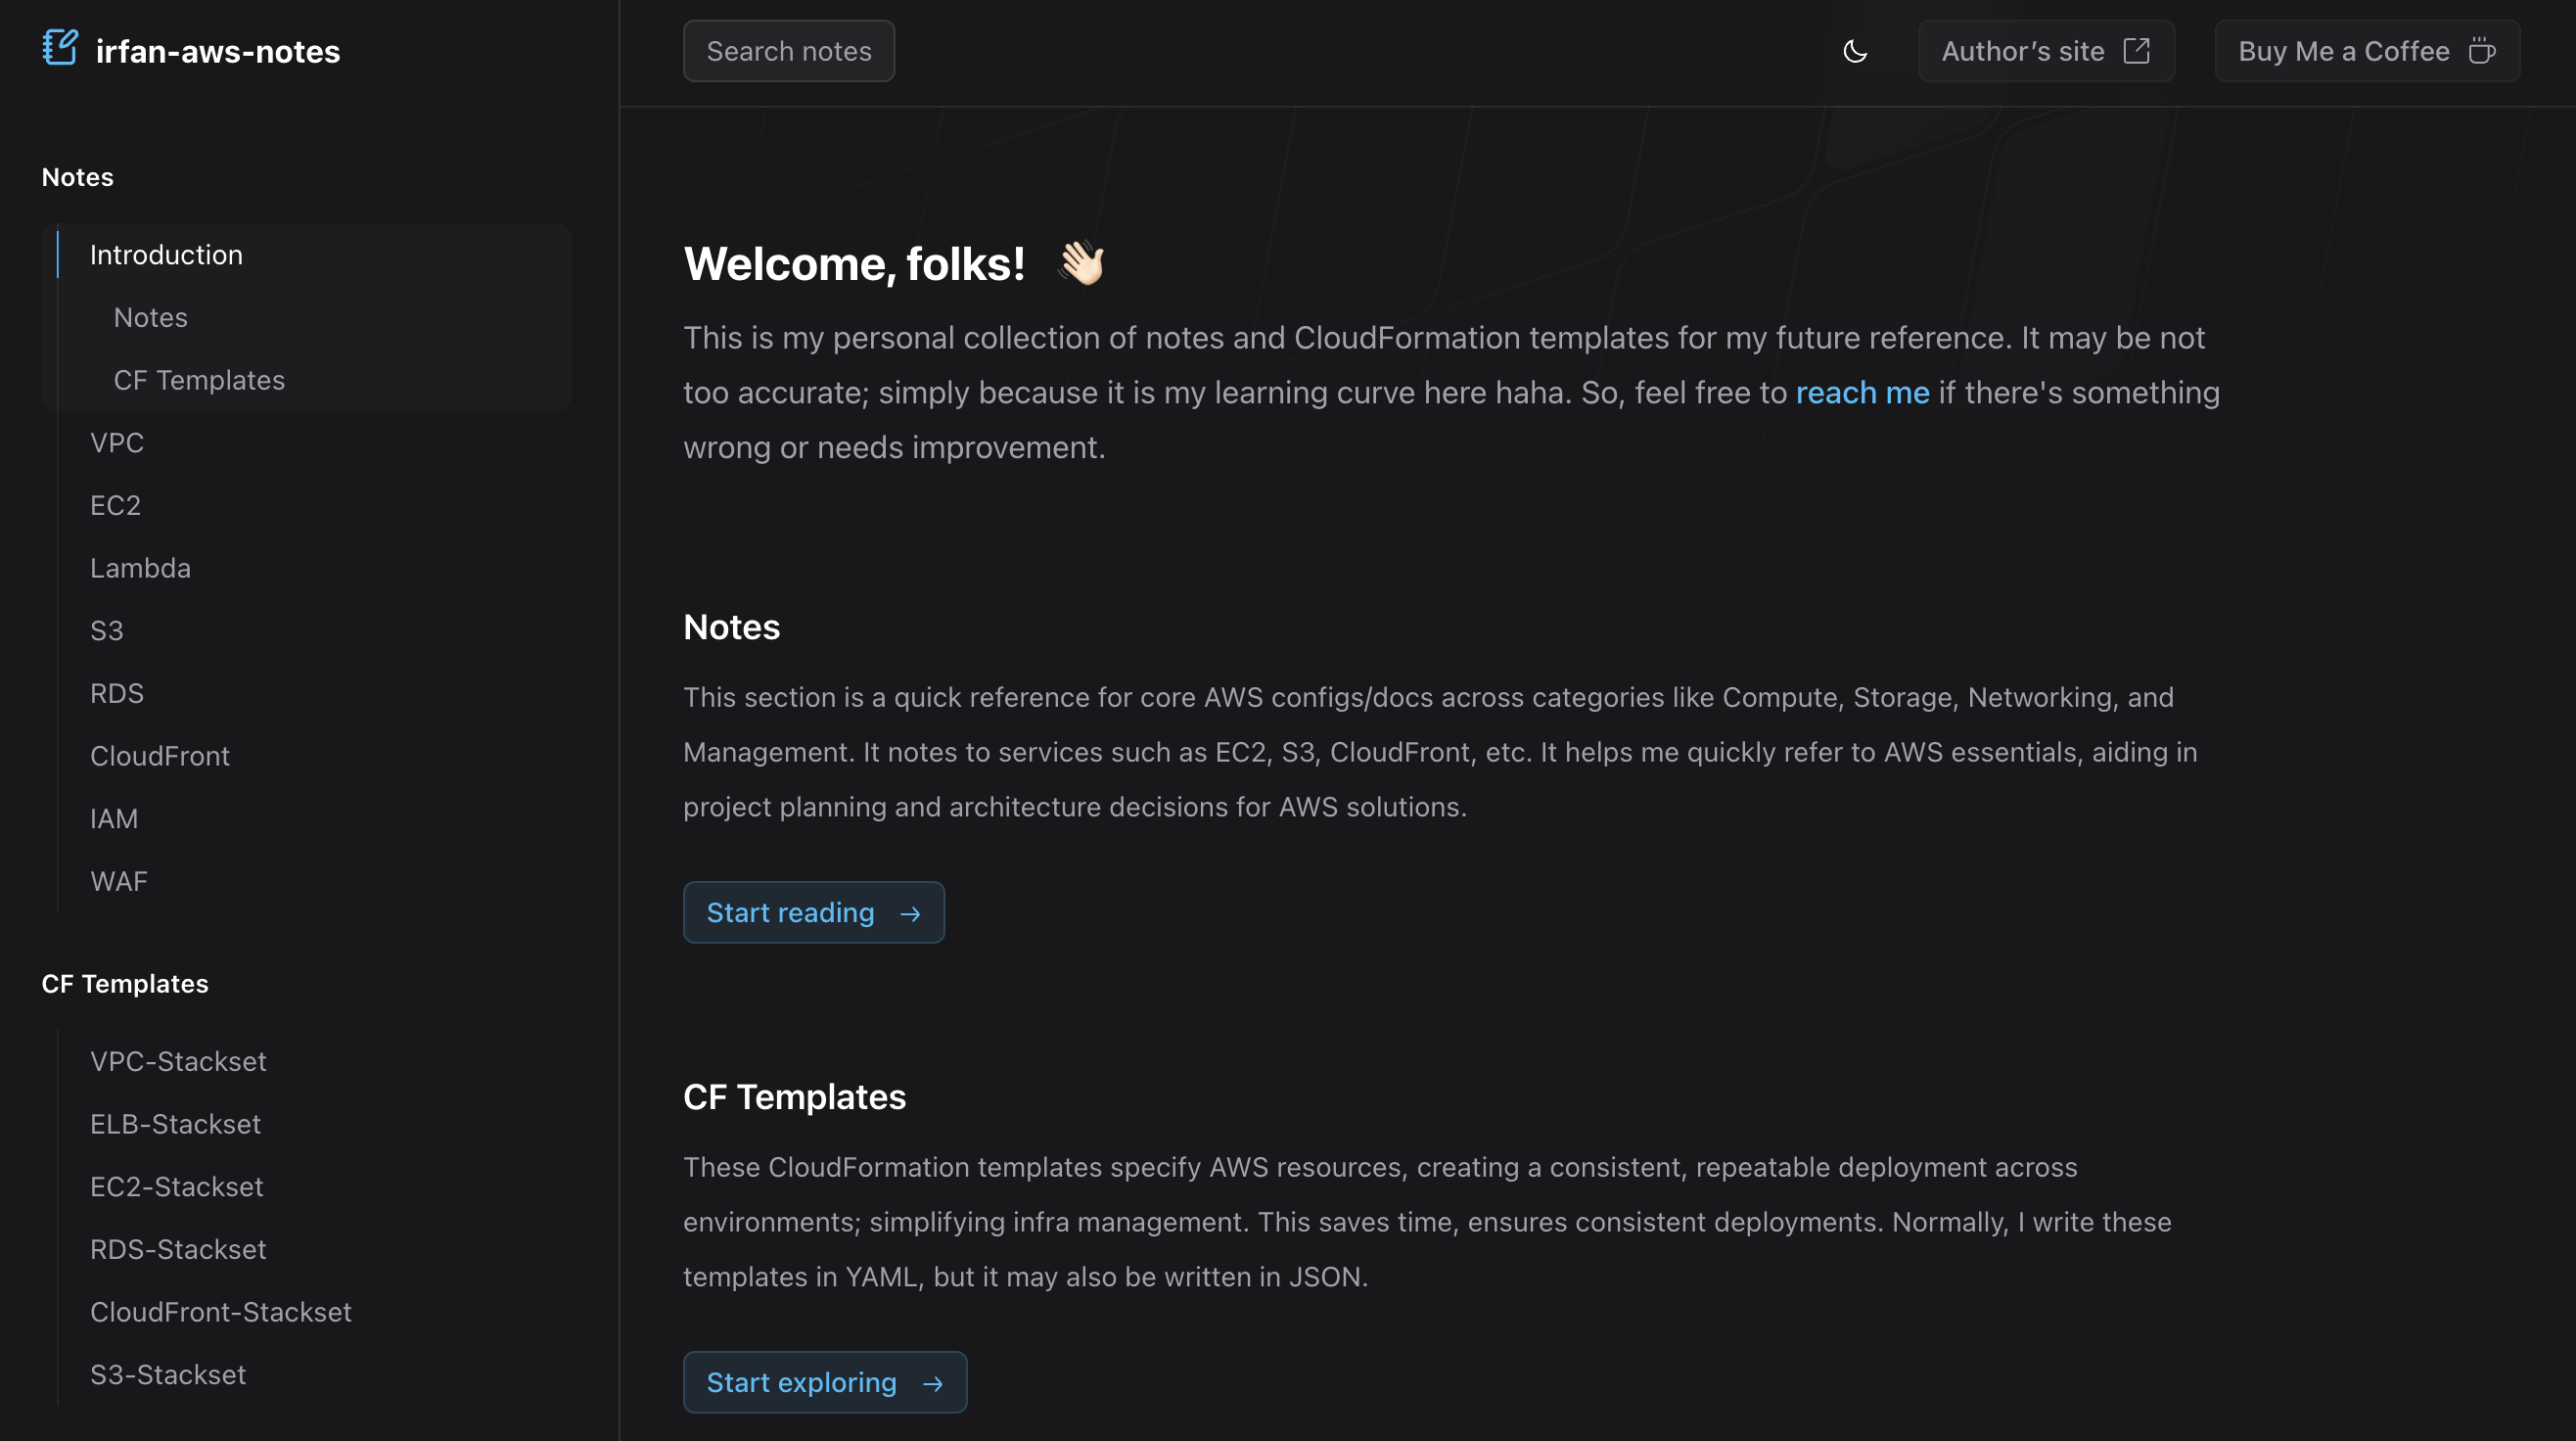 irfan-aws-notes
Search notes
Author’s site
Buy Me a Coffee
Notes
Introduction
Notes
CF Templates
VPC
EC2
Lambda
S3
RDS
CloudFront
IAM
WAF
CF Templates
VPC-Stackset
ELB-Stackset
EC2-Stackset
RDS-Stackset
CloudFront-Stackset
S3-Stackset
Welcome, folks! 👋🏻
This is my personal collection of notes and CloudFormation templates for my future reference. It may be not
too accurate; simply because it is my learning curve here haha. So, feel free to reach me if there's something
wrong or needs improvement.
Notes
This section is a quick reference for core AWS configs/docs across categories like Compute, Storage, Networking, and
Management. It notes to services such as EC2, S3, CloudFront, etc. It helps me quickly refer to AWS essentials, aiding in
project planning and architecture decisions for AWS solutions.
Start reading →
CF Templates
These CloudFormation templates specify AWS resources, creating a consistent, repeatable deployment across
environments; simplifying infra management. This saves time, ensures consistent deployments. Normally, I write these
templates in YAML, but it may also be written in JSON.
Start exploring →